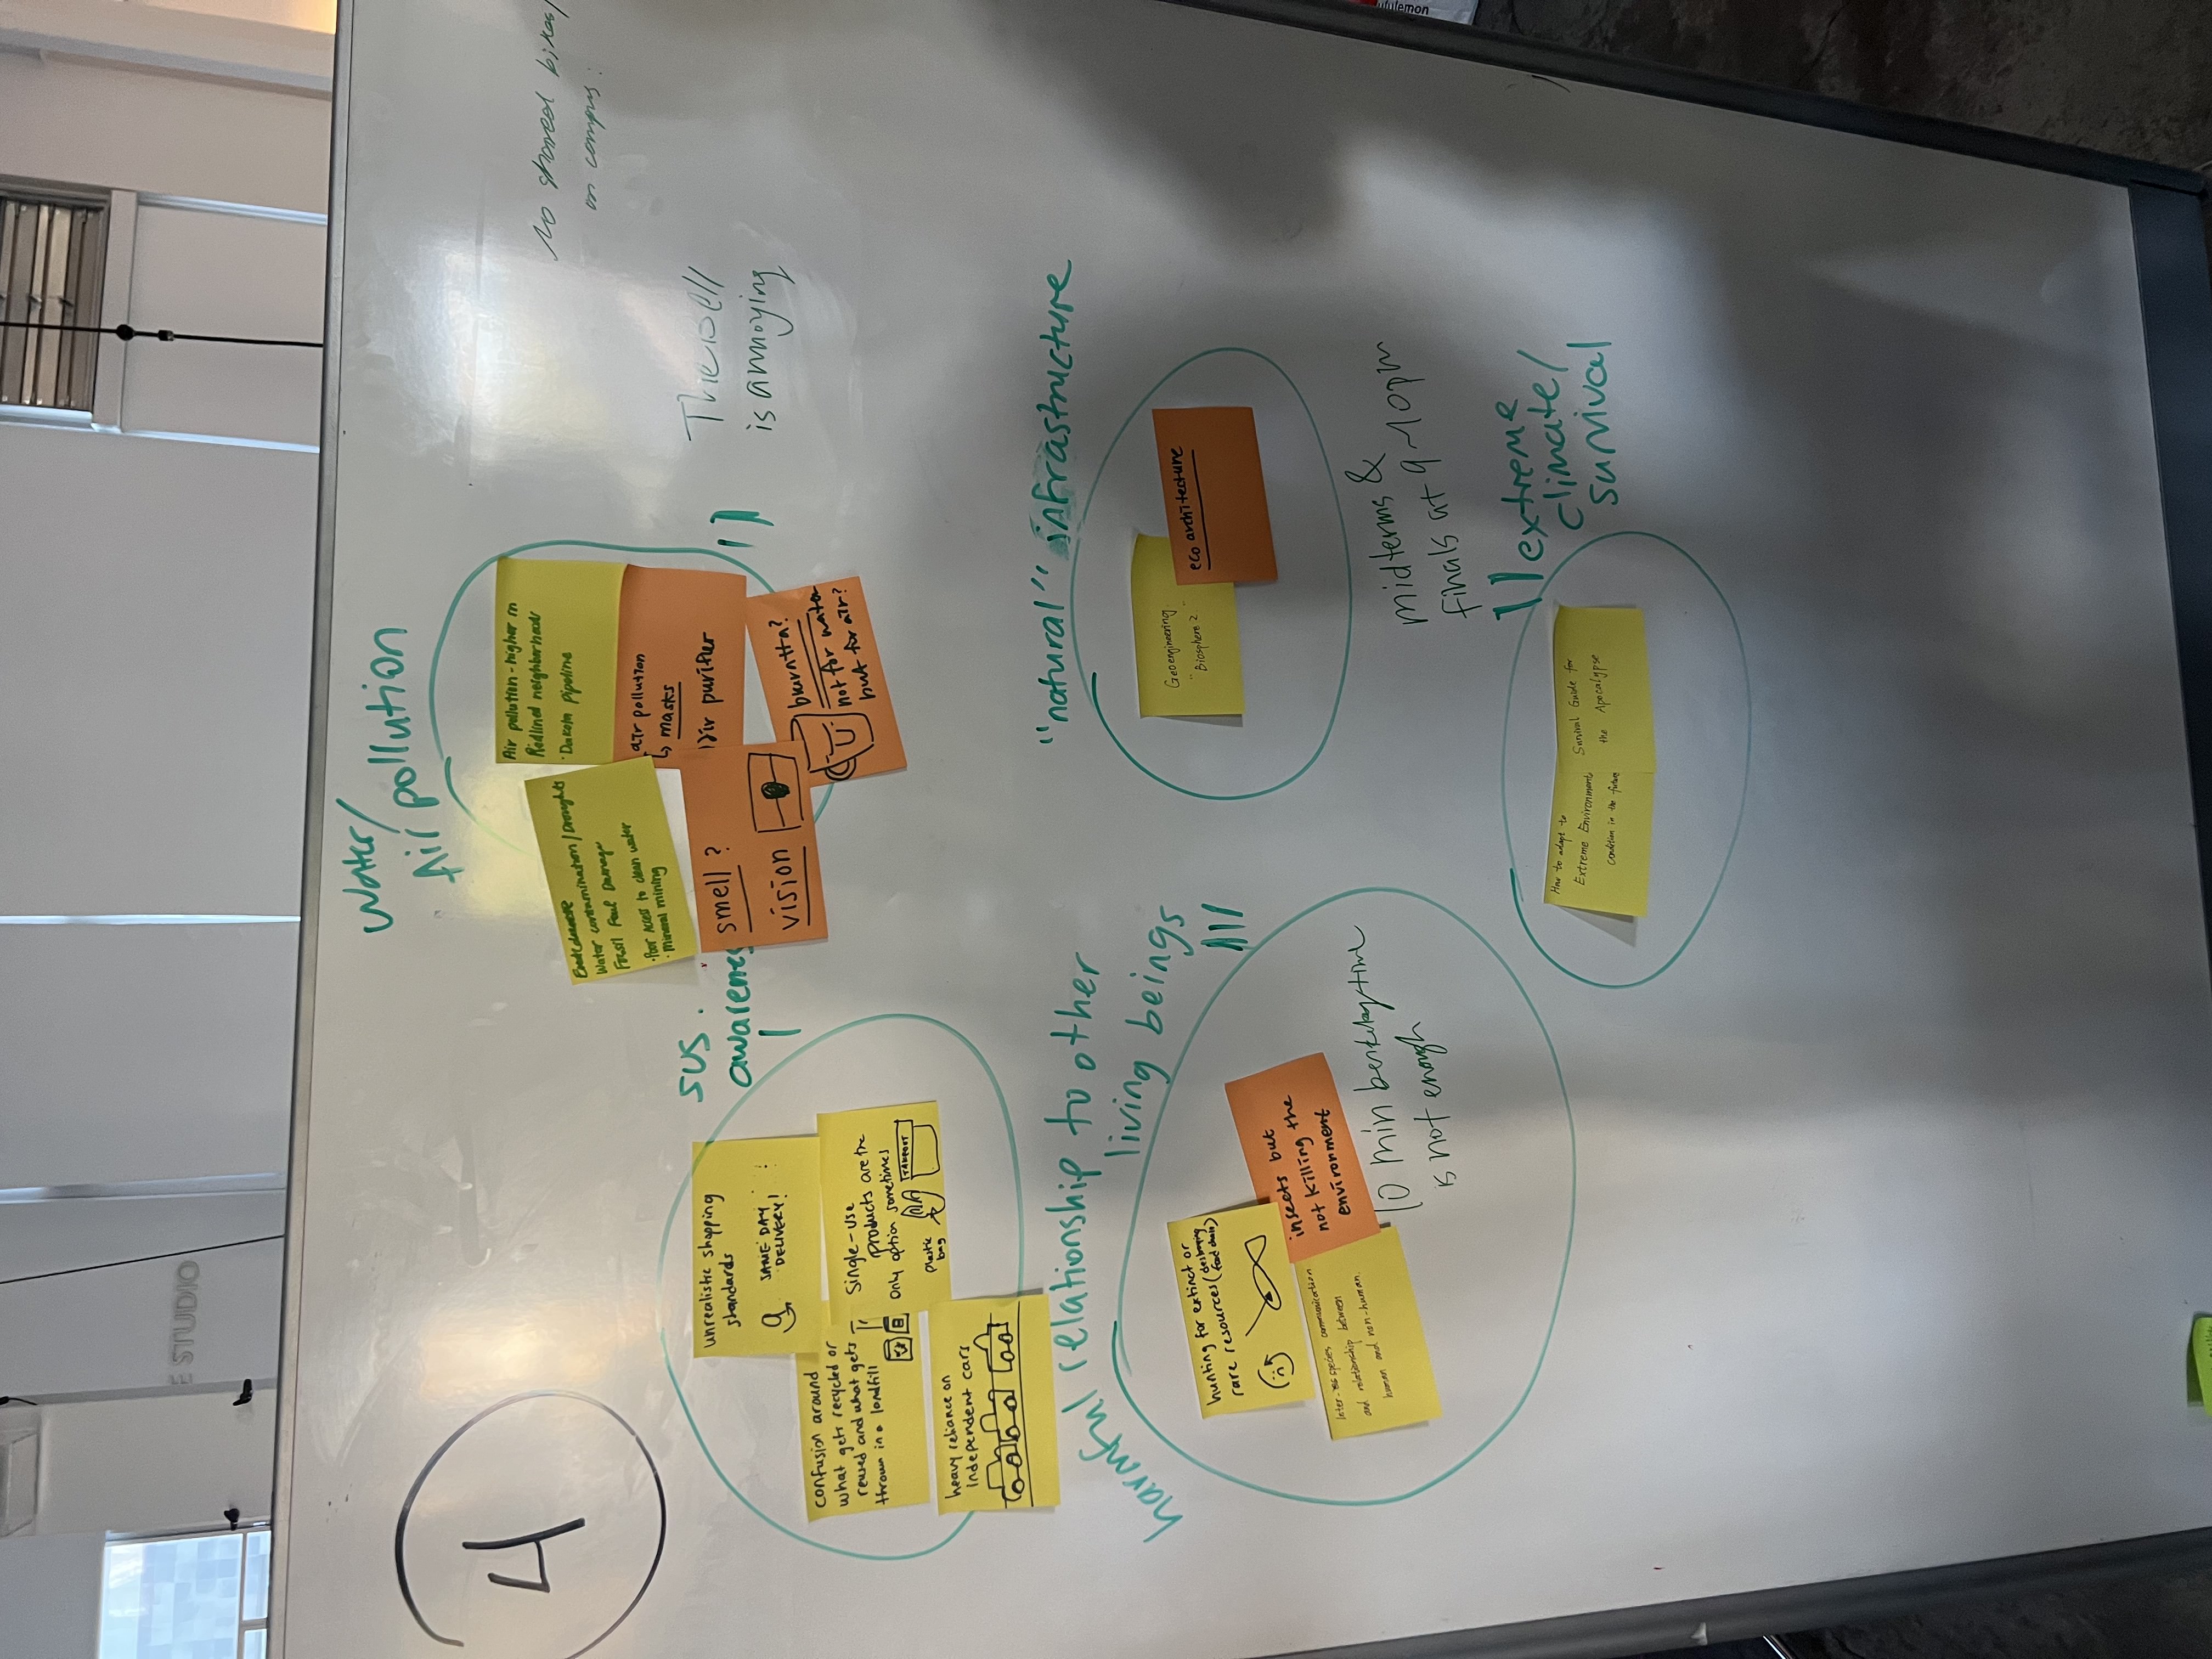 E STUDIO
4
Water/
Air pollution
Air pollution - higher in
Redlined neighborhoods
· Dakota Pipeline
Water contamination / Droughts
Fossil Fuel Damage
· Poor Access to clean water
· Mineral mining
air pollution
↳ masks
Air purifier
smell ?
vision
not for water
but for air?
||
No shared bikes/
on campus.
The bell
is annoying
sus.
awareness
|
unrealistic shopping
standards
a
SAME DAY
DELIVERY!
confusion around
what gets recycled or
reused and what gets
thrown in a landfill
Single-use
products are the
Only option sometimes
plastic
bag
TAKEOUT
heavy reliance on
independent cars
harmful relationship to other
living beings
|||
hunting for extinct or
rare resources (destroying
food chain)
insects but
not killing the
environment
Inter-species communication
and relationship between
human and non-human.
10 min berkeley time
is not enough
"natural" infrastructure
Geoengineering
"Biosphere 2"
eco architecture
midterms &
finals at 9~10pm
||
extreme
climate/
survival
How to adapt to
Extreme Environment
Condition in the future
Survival Guide for
the Apocalypse